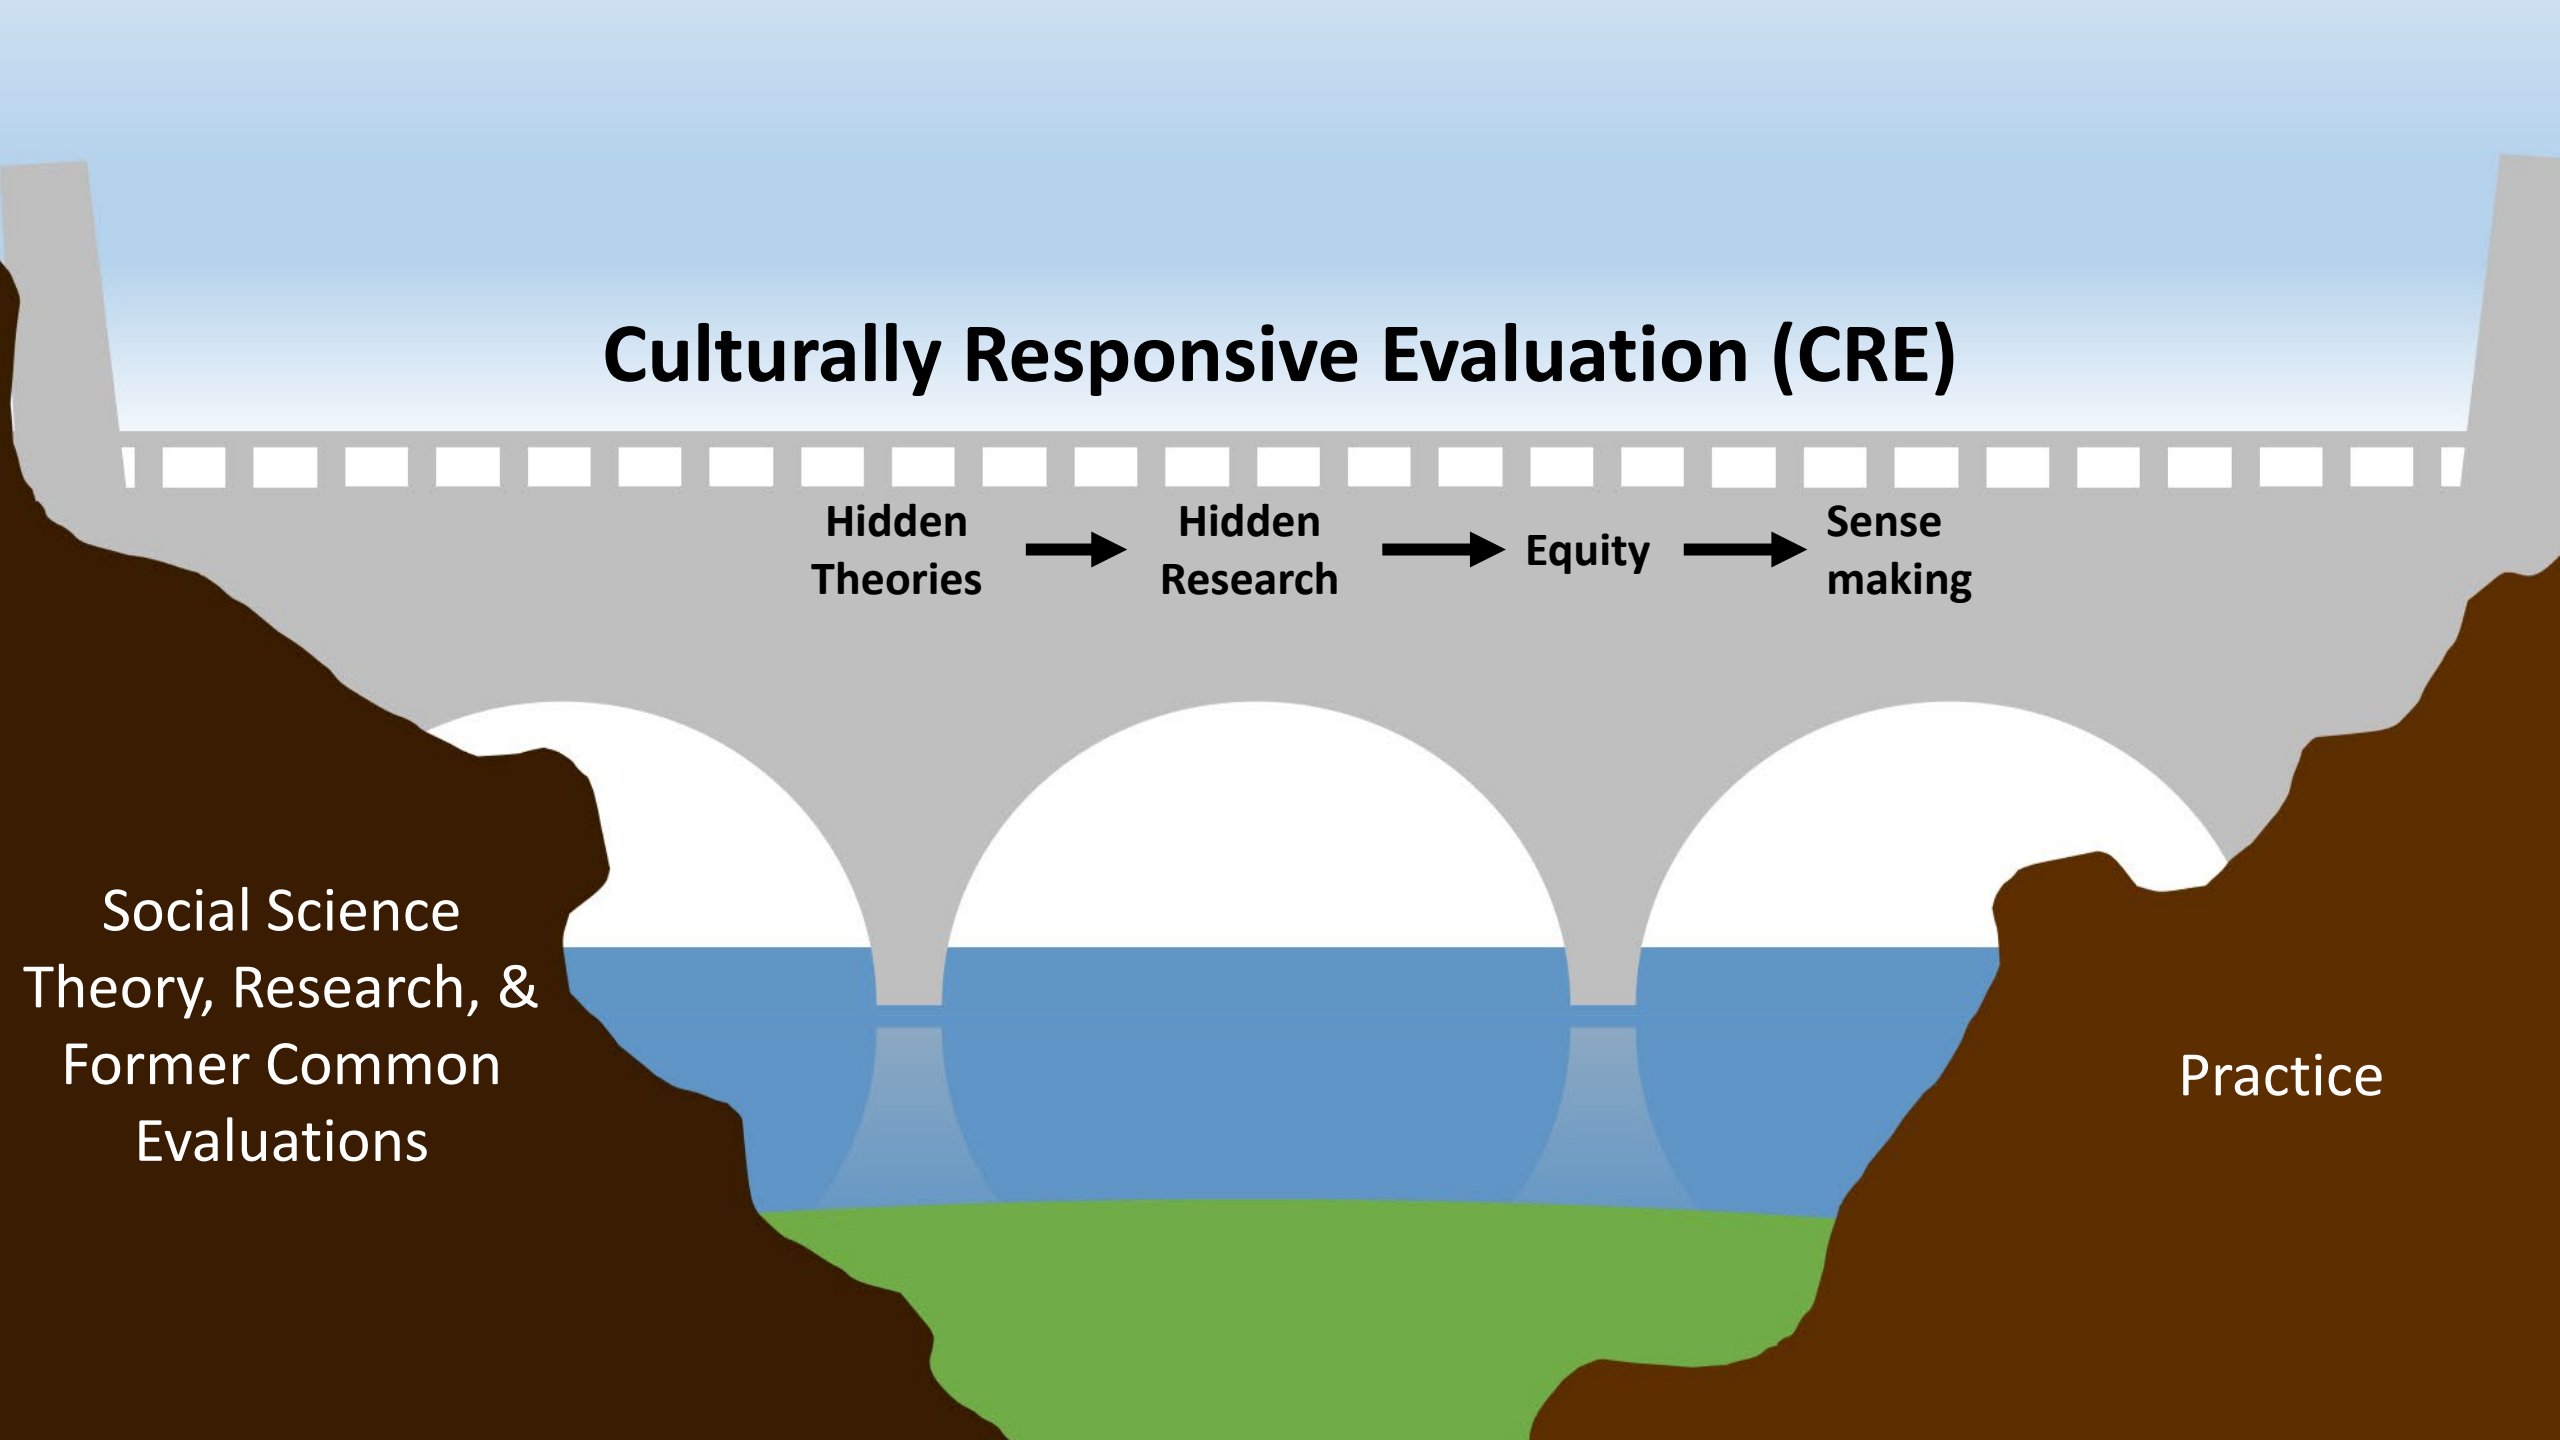 Culturally Responsive Evaluation (CRE)
Hidden
Theories
Hidden
Research
Equity
Sense
making
Social Science
Theory, Research, &
Former Common
Evaluations
Practice